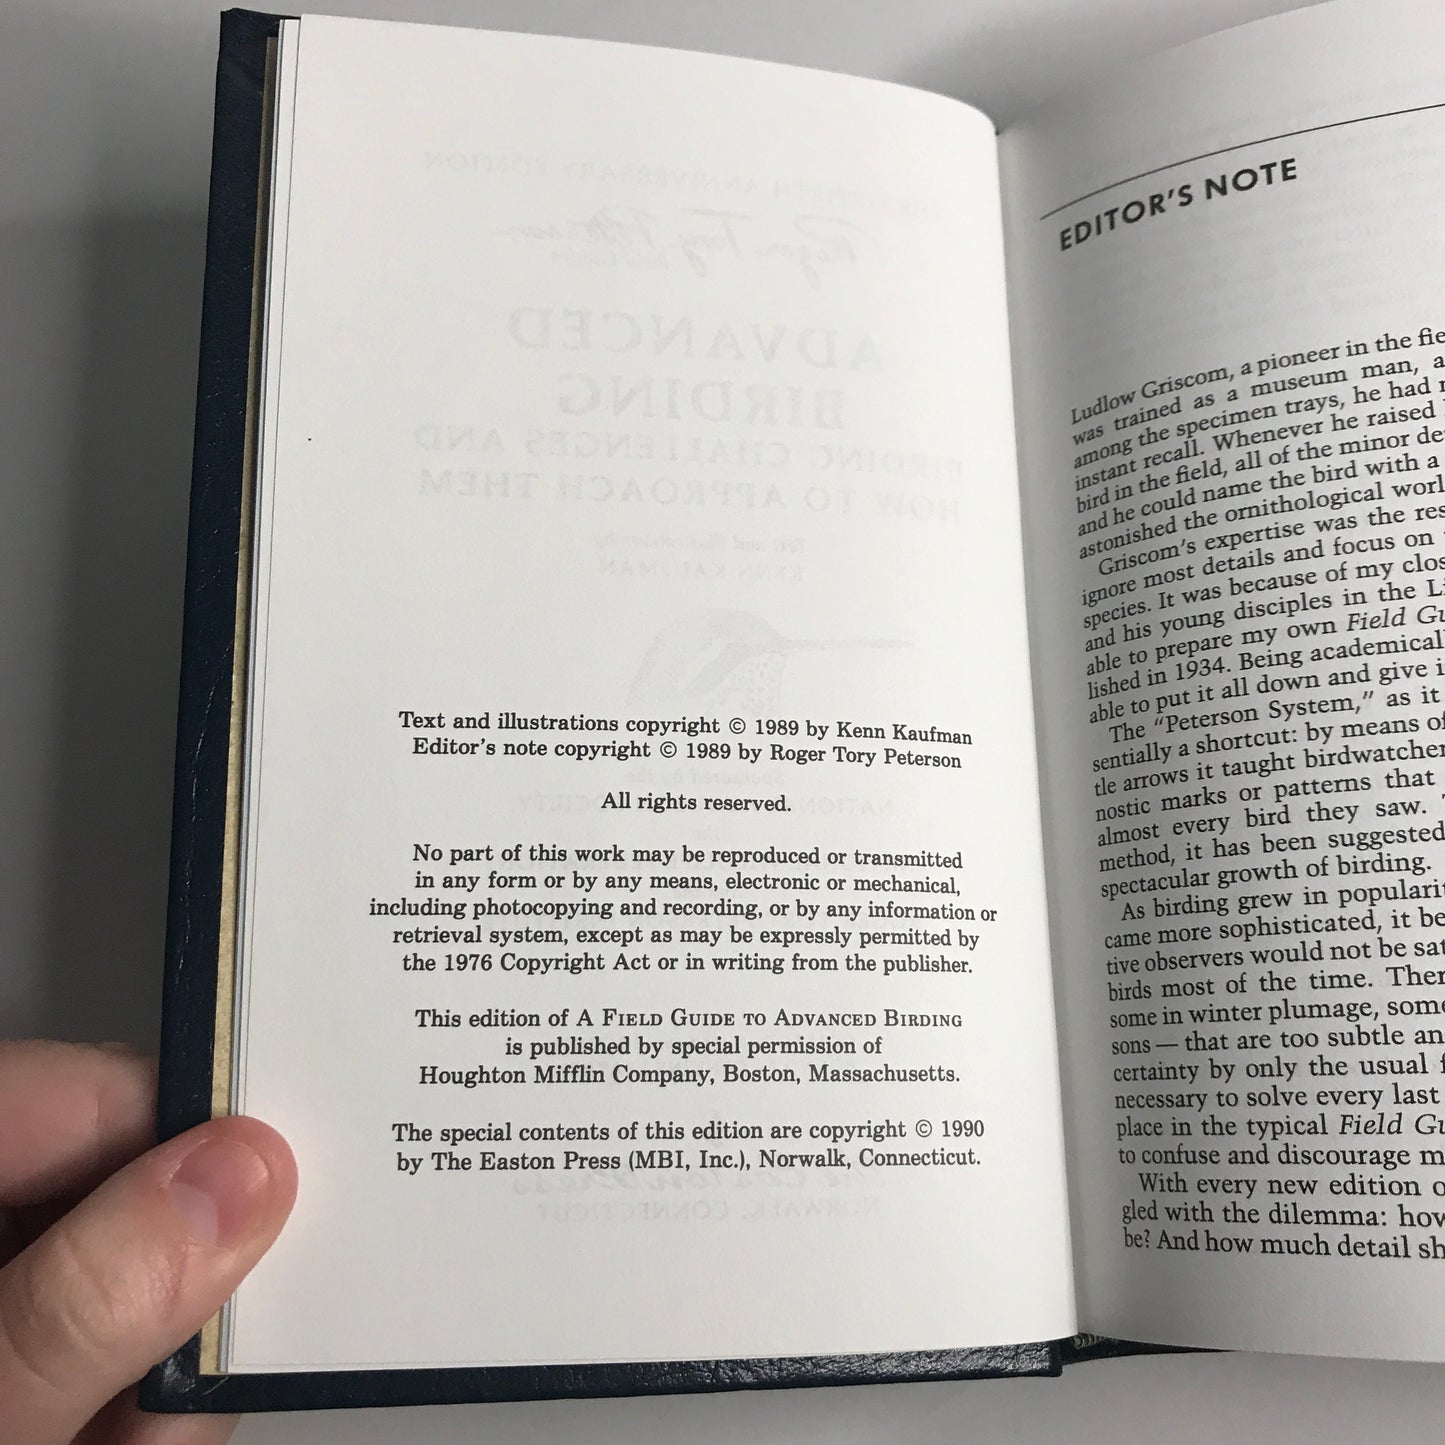 Text and illustrations copyright © 1989 by Kenn Kaufman
Editor's note copyright © 1989 by Roger Tory Peterson
All rights reserved.
No part of this work may be reproduced or transmitted
in any form or by any means, electronic or mechanical,
including photocopying and recording, or by any information or
retrieval system, except as may be expressly permitted by
the 1976 Copyright Act or in writing from the publisher.
This edition of A FIELD GUIDE TO ADVANCED BIRDING
is published by special permission of
Houghton Mifflin Company, Boston, Massachusetts.
The special contents of this edition are copyright © 1990
by The Easton Press (MBI, Inc.), Norwalk, Connecticut.
EDITOR'S NOTE
Ludlow Griscom, a pioneer in the fie
was trained as a museum man, a
among the specimen trays, he had
instant recall. Whenever he raised
bird in the field, all of the minor de
and he could name the bird with a
astonished the ornithological worl
Griscom's expertise was the res
ignore most details and focus on
species. It was because of my clos
and his young disciples in the Li
able to prepare my own Field Gu
lished in 1934. Being academicall
able to put it all down and give i
The "Peterson System," as it
sentially a shortcut: by means of
tle arrows it taught birdwatcher
nostic marks or patterns that
almost every bird they saw.
method, it has been suggested
spectacular growth of birding.
As birding grew in popularit
came more sophisticated, it be
tive observers would not be sat
birds most of the time. Ther
some in winter plumage, some
sons — that are too subtle an
certainty by only the usual f
necessary to solve every last
place in the typical Field Gu
to confuse and discourage m
With every new edition o
gled with the dilemma: how
be? And how much detail sh